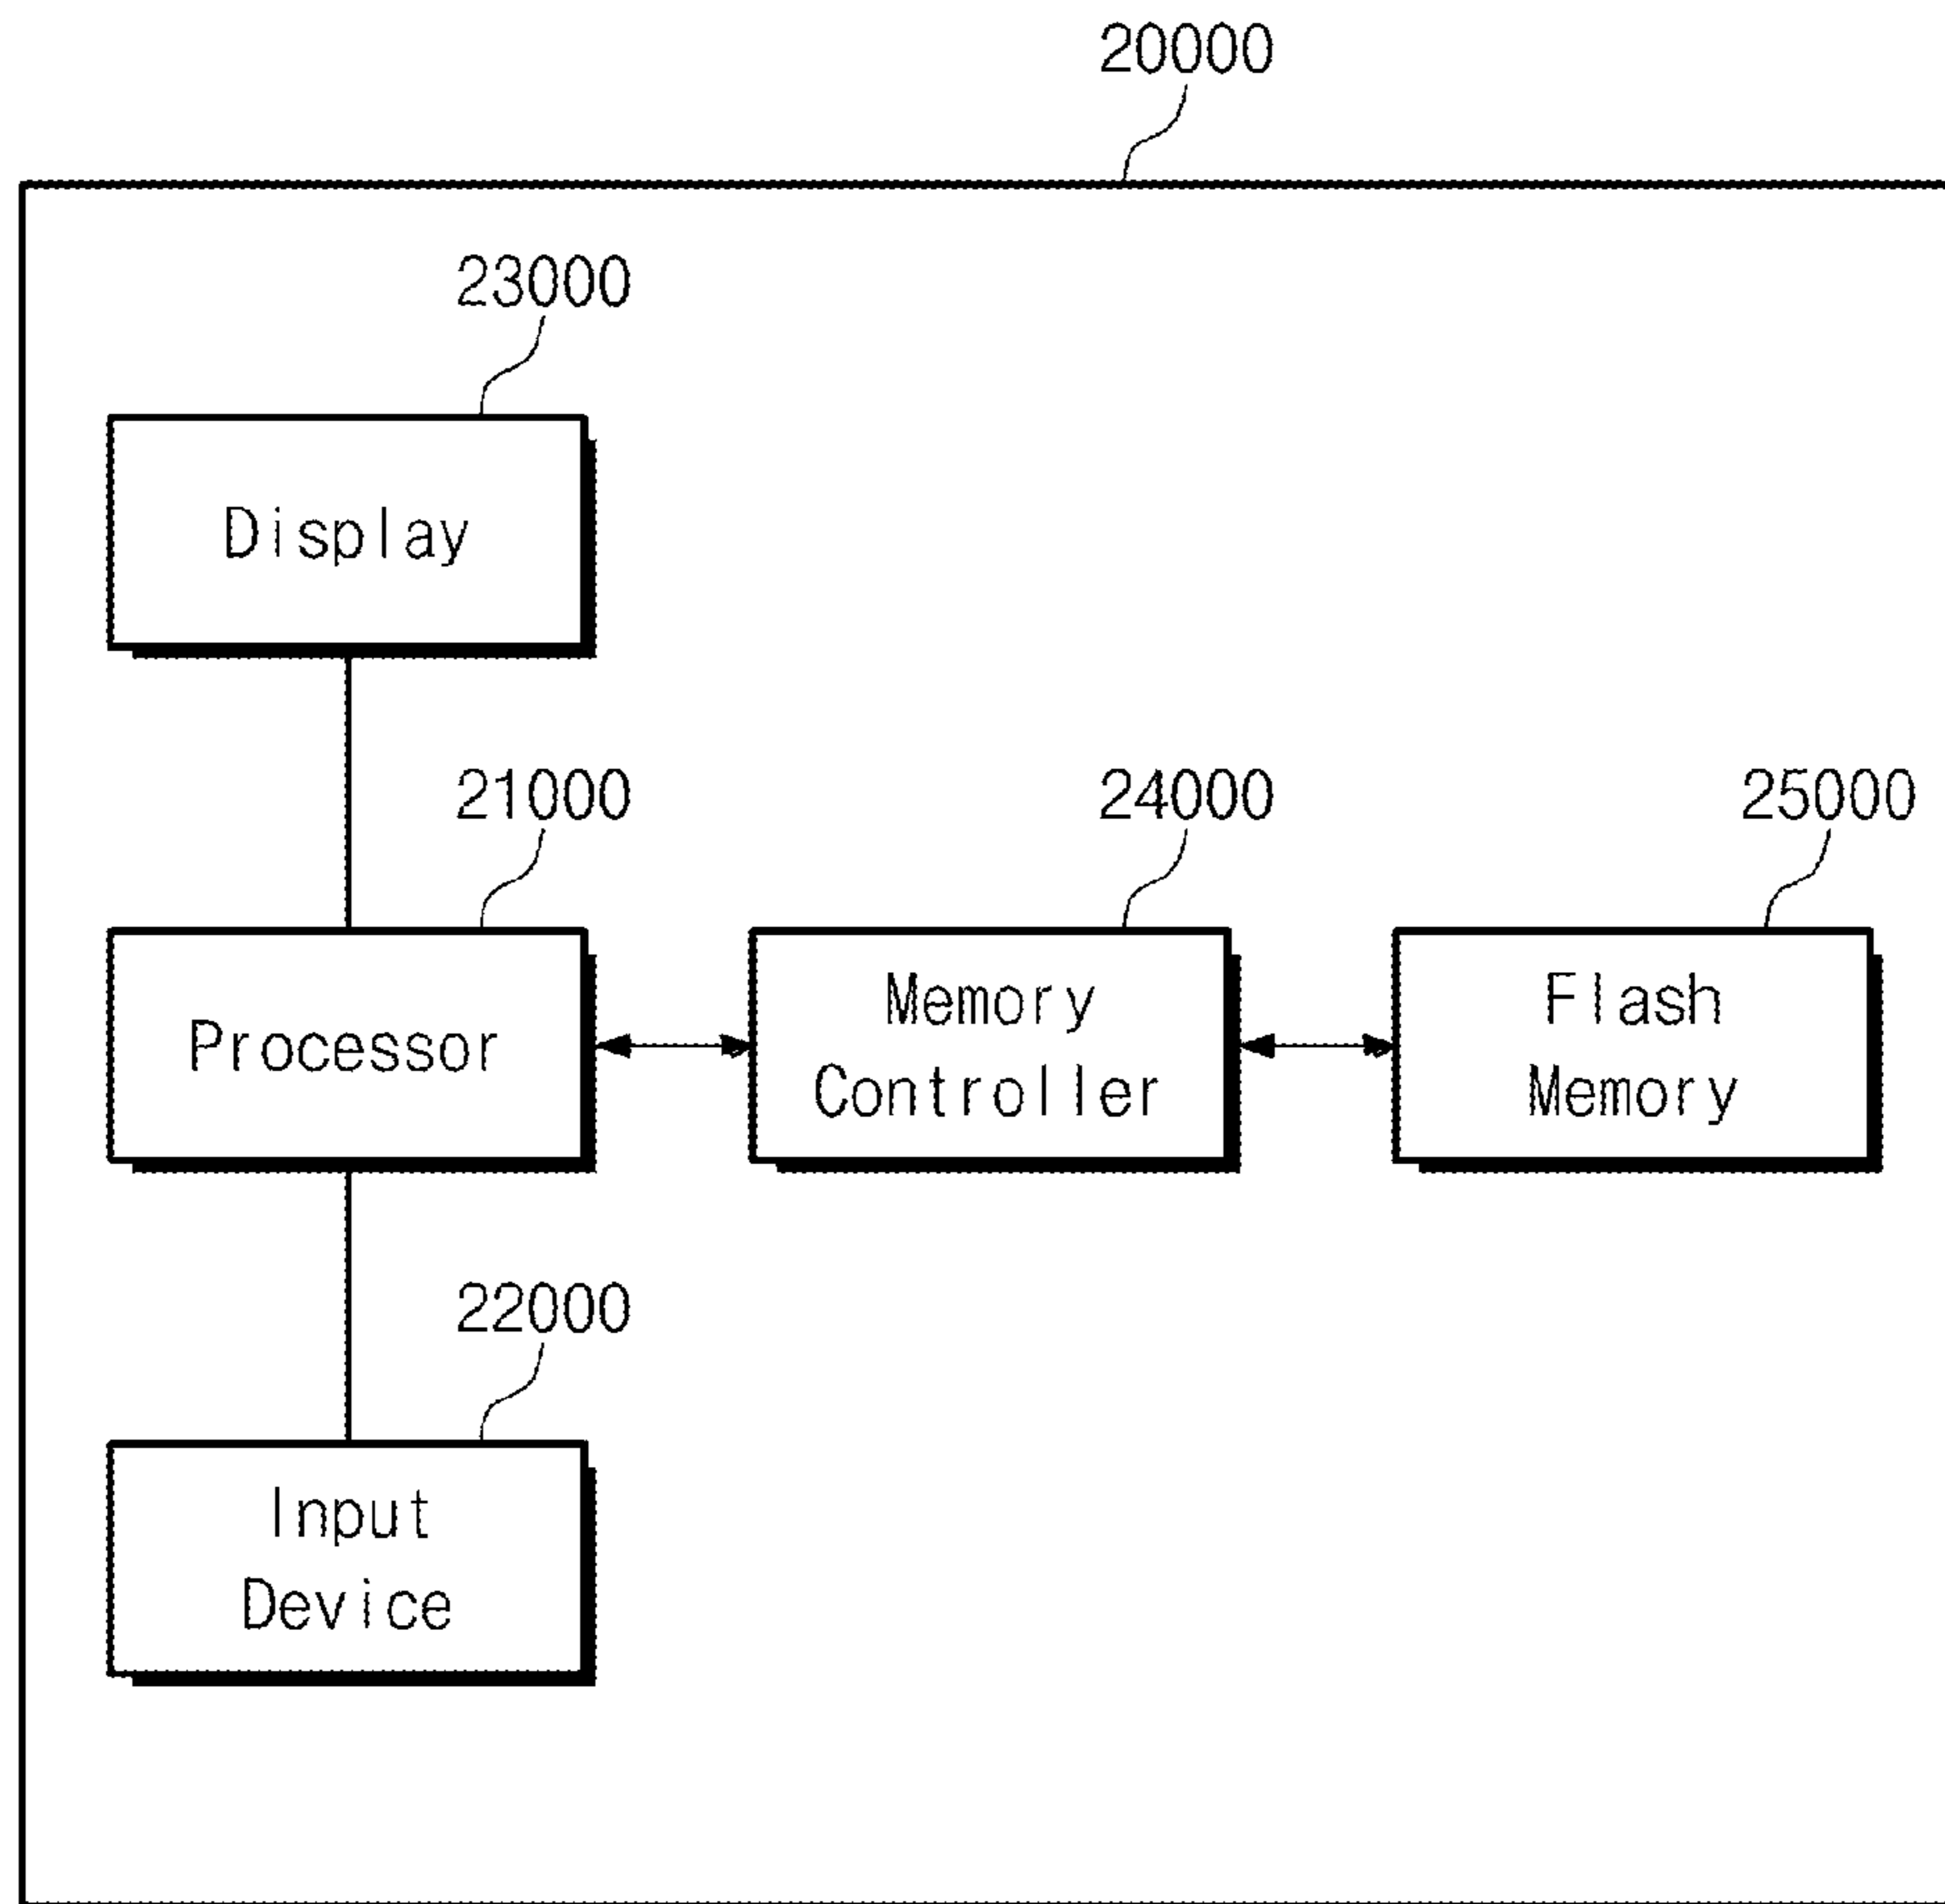 20000
23000
Display
21000
24000
25000
Processor
Memory
Controller
Flash
Memory
22000
Input
Device